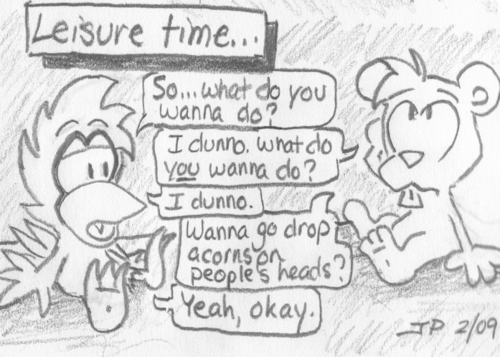 Leisure time...
So...what do you
wanna do?
I dunno. what do
you wanna do?
I dunno.
Wanna go drop
acorns on
people's heads?
Yeah, okay.
JP 2/09